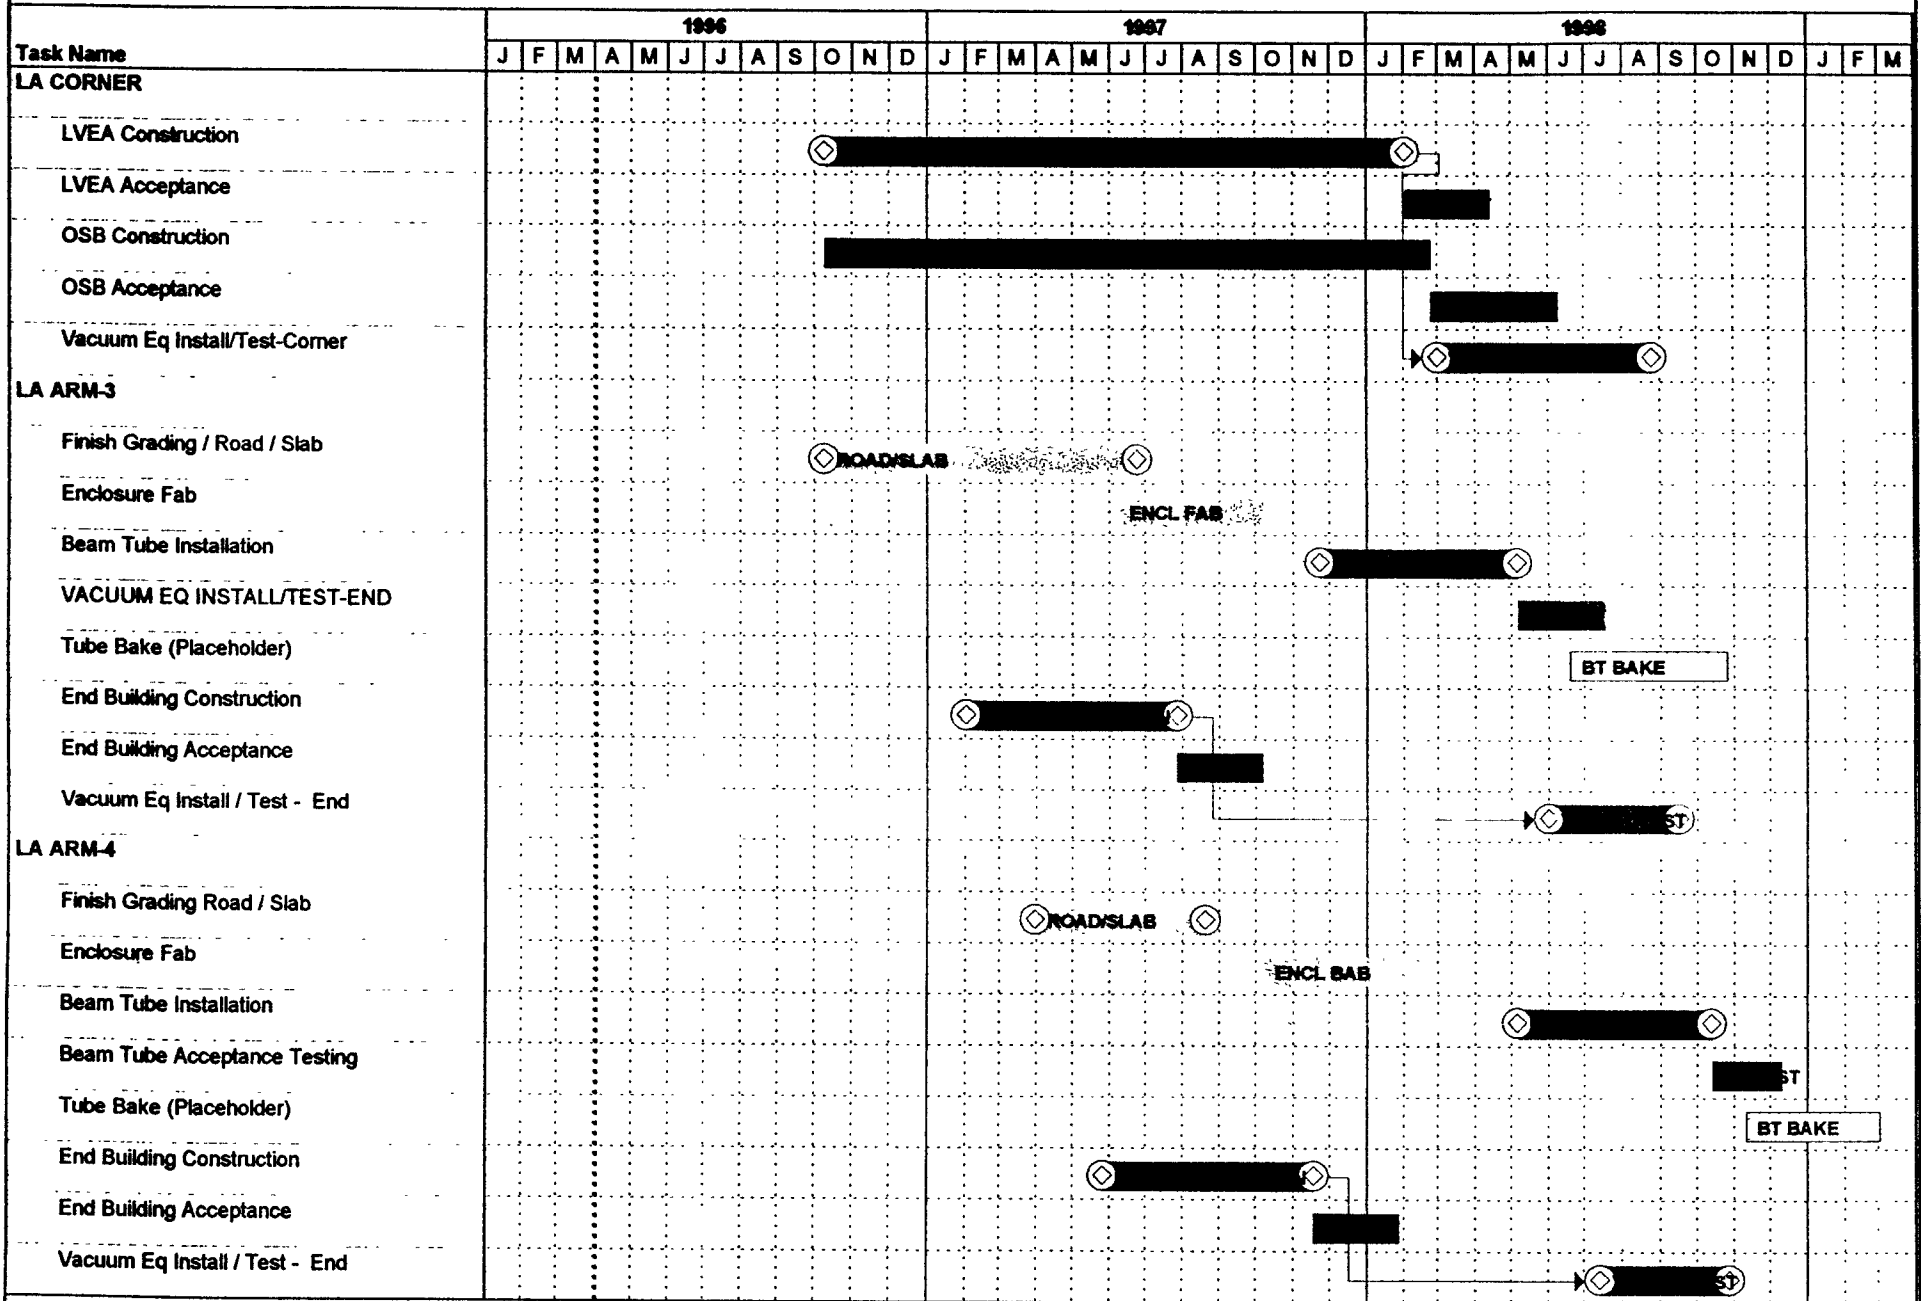 1996 1997 1998
Task Name J F M A M J J A S O N D J F M A M J J A S O N D J F M A M J J A S O N D J F M
LA CORNER
LVEA Construction
LVEA Acceptance
OSB Construction
OSB Acceptance
Vacuum Eq Install/Test-Corner
LA ARM-3
Finish Grading / Road / Slab ROAD/SLAB
Enclosure Fab ENCL FAB
Beam Tube Installation
VACUUM EQ INSTALL/TEST-END
Tube Bake (Placeholder) BT BAKE
End Building Construction
End Building Acceptance
Vacuum Eq Install / Test - End ST
LA ARM-4
Finish Grading Road / Slab ROAD/SLAB
Enclosure Fab ENCL BAB
Beam Tube Installation
Beam Tube Acceptance Testing ST
Tube Bake (Placeholder) BT BAKE
End Building Construction
End Building Acceptance
Vacuum Eq Install / Test - End ST